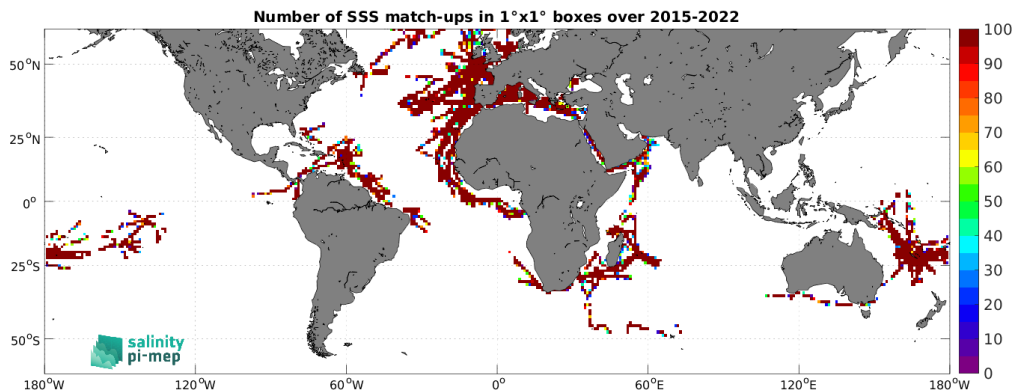 Number of SSS match-ups in 1°x1° boxes over 2015-2022
50°N
25°N
0°
25°S
50°S
180°W
120°W
60°W
0°
60°E
120°E
180°W
100
90
80
70
60
50
40
30
20
10
0
salinity
pi-mep